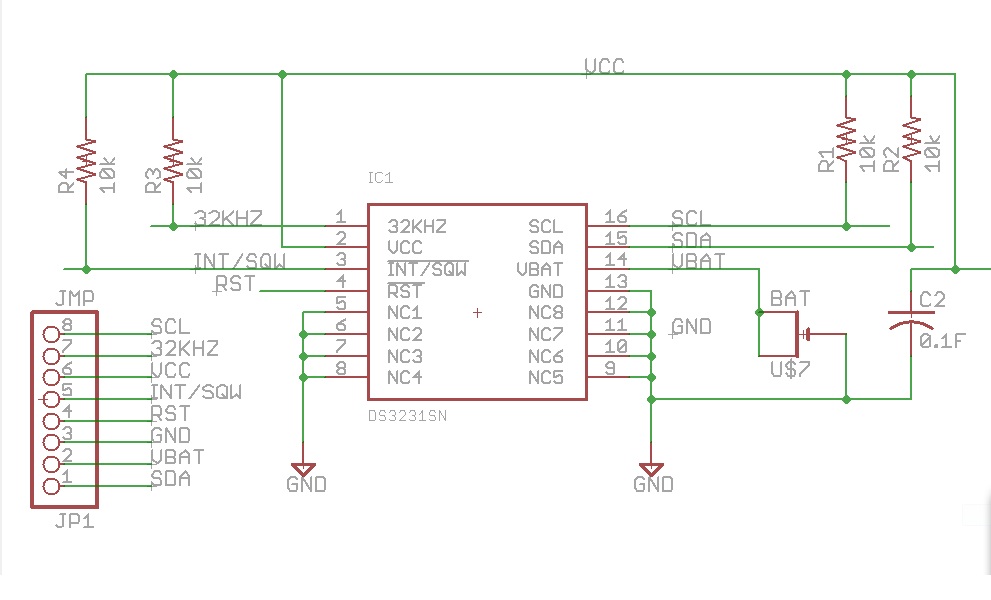 VCC
R4
10k
R3
10k
R1
10k
R2
10k
IC1
32KHZ
1
32KHZ
SCL
16
SCL
2
VCC
SDA
15
SDA
INT/SQW
3
INT/SQW
VBAT
14
VBAT
RST
4
RST
GND
13
5
NC1
NC8
12
6
NC2
NC7
11
GND
7
NC3
NC6
10
8
NC4
NC5
9
DS3231SN
BAT
U$7
C2
0.1F
GND
GND
JMP
8 SCL
7 32KHZ
6 VCC
5 INT/SQW
4 RST
3 GND
2 VBAT
1 SDA
JP1